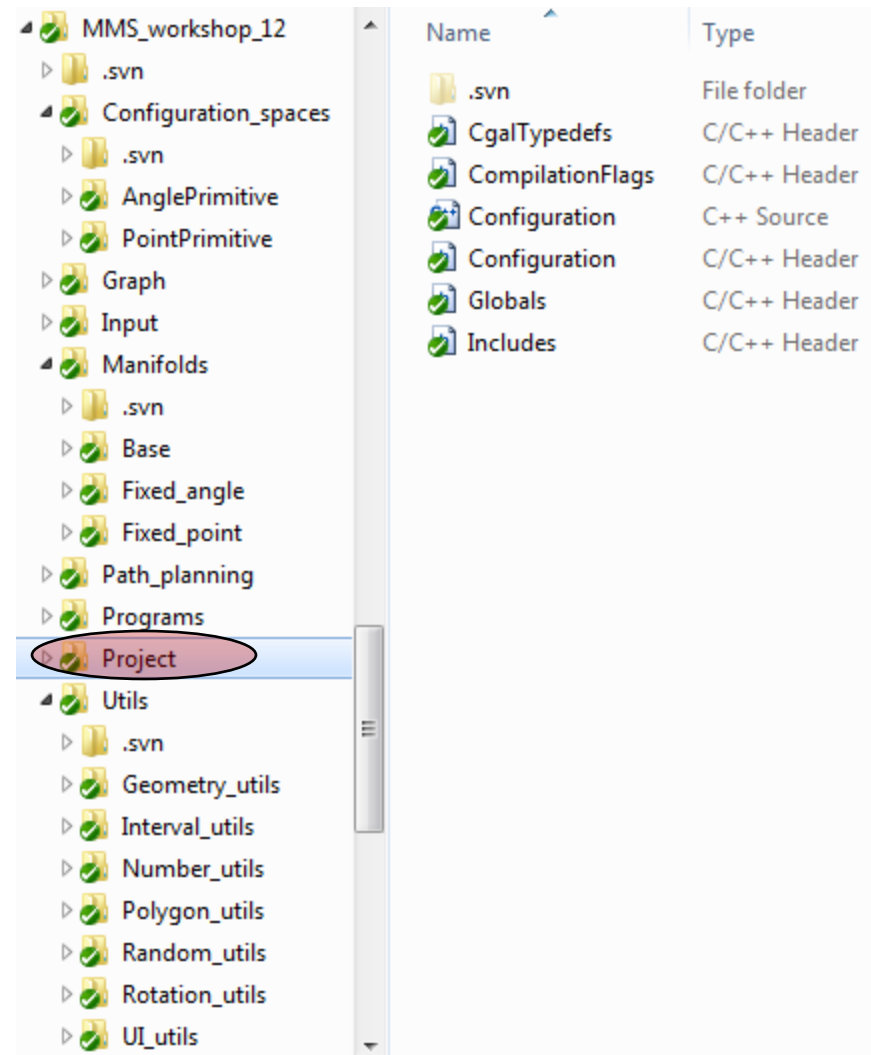 MMS_workshop_12
.svn
Configuration_spaces
.svn
AnglePrimitive
PointPrimitive
Graph
Input
Manifolds
.svn
Base
Fixed_angle
Fixed_point
Path_planning
Programs
Project
Utils
.svn
Geometry_utils
Interval_utils
Number_utils
Polygon_utils
Random_utils
Rotation_utils
UI_utils
Name Type
.svn File folder
CgalTypedefs C/C++ Header
CompilationFlags C/C++ Header
Configuration C++ Source
Configuration C/C++ Header
Globals C/C++ Header
Includes C/C++ Header